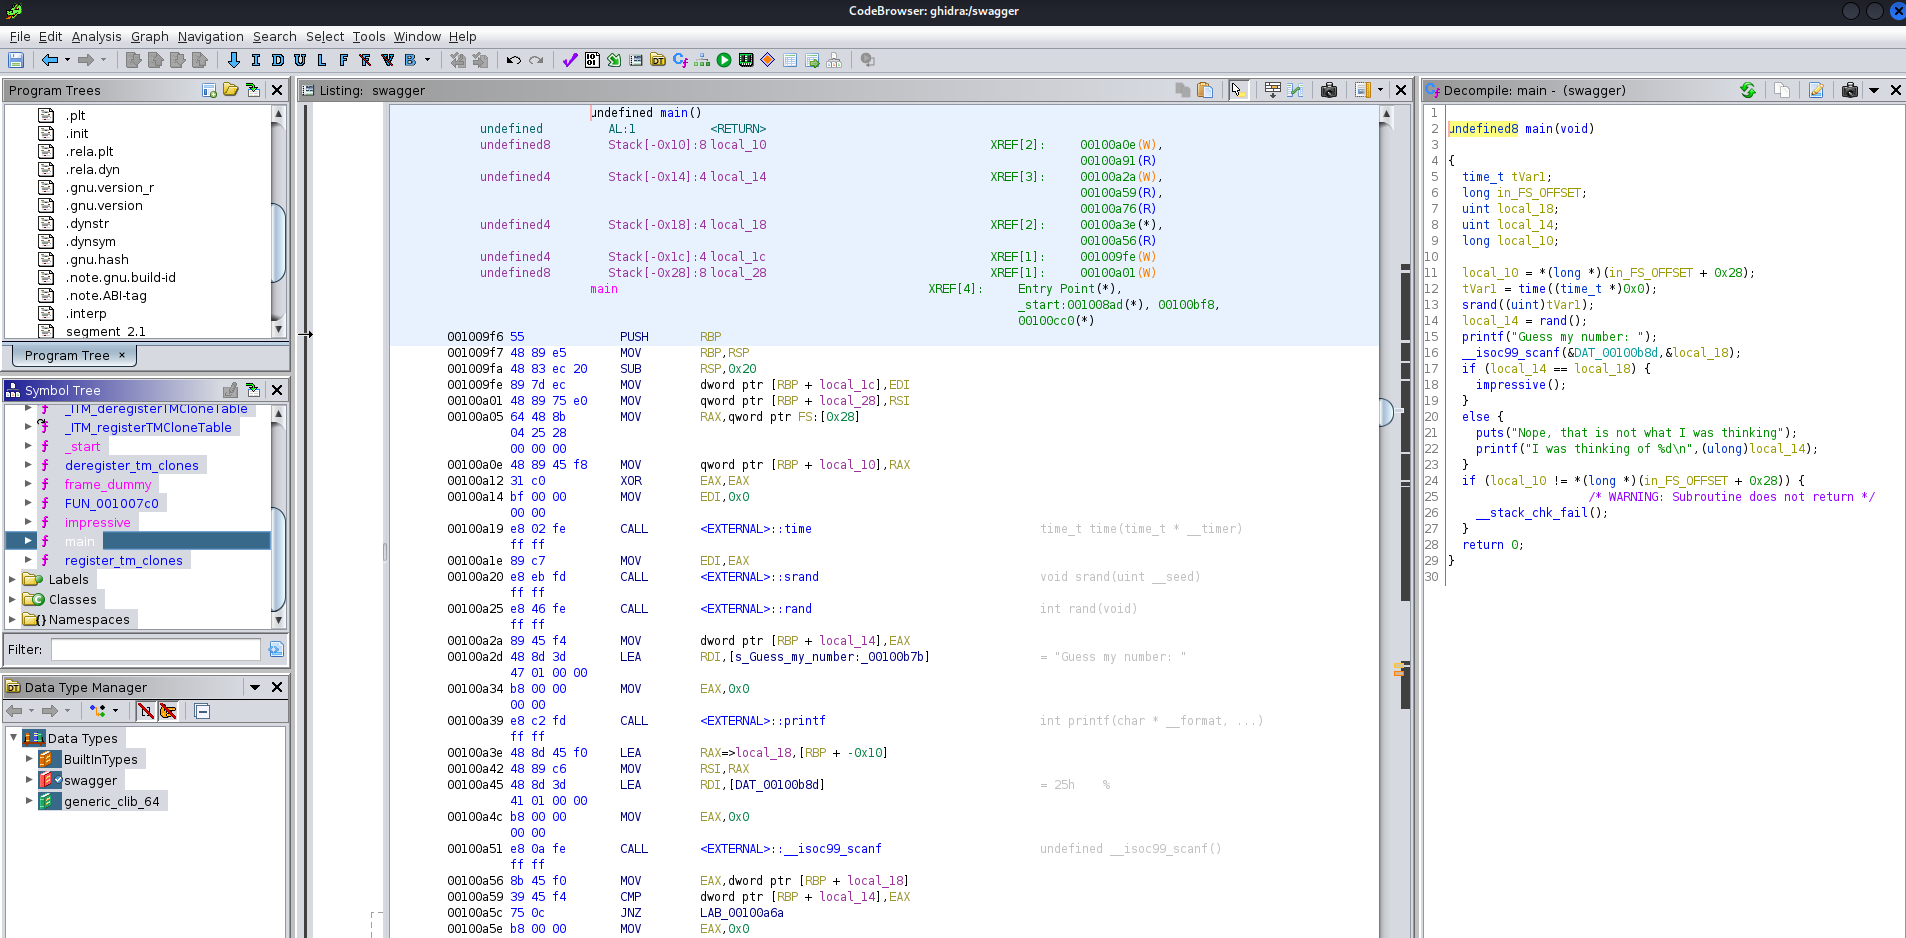 CodeBrowser: ghidra:/swagger
File Edit Analysis Graph Navigation Search Select Tools Window Help
I D U L F B
Program Trees
.plt
.init
.rela.plt
.rela.dyn
.gnu.version_r
.gnu.version
.dynstr
.dynsym
.gnu.hash
.note.gnu.build-id
.note.ABI-tag
.interp
segment_2.1
Program Tree ×
Symbol Tree
_ITM_deregisterTMCloneTable
_ITM_registerTMCloneTable
_start
deregister_tm_clones
frame_dummy
FUN_001007c0
impressive
main
register_tm_clones
Labels
Classes
Namespaces
Filter:
Data Type Manager
Data Types
BuiltInTypes
swagger
generic_clib_64
Listing: swagger
undefined main()
undefined AL:1 <RETURN>
undefined8 Stack[-0x10]:8 local_10 XREF[2]: 00100a0e(W),
00100a91(R)
undefined4 Stack[-0x14]:4 local_14 XREF[3]: 00100a2a(W),
00100a59(R),
00100a76(R)
undefined4 Stack[-0x18]:4 local_18 XREF[2]: 00100a3e(*),
00100a56(R)
undefined4 Stack[-0x1c]:4 local_1c XREF[1]: 001009fe(W)
undefined8 Stack[-0x28]:8 local_28 XREF[1]: 00100a01(W)
main XREF[4]: Entry Point(*),
_start:001008ad(*), 00100bf8,
00100cc0(*)
001009f6 55 PUSH RBP
001009f7 48 89 e5 MOV RBP,RSP
001009fa 48 83 ec 20 SUB RSP,0x20
001009fe 89 7d ec MOV dword ptr [RBP + local_1c],EDI
00100a01 48 89 75 e0 MOV qword ptr [RBP + local_28],RSI
00100a05 64 48 8b MOV RAX,qword ptr FS:[0x28]
04 25 28
00 00 00
00100a0e 48 89 45 f8 MOV qword ptr [RBP + local_10],RAX
00100a12 31 c0 XOR EAX,EAX
00100a14 bf 00 00 MOV EDI,0x0
00 00
00100a19 e8 02 fe CALL <EXTERNAL>::time time_t time(time_t * __timer)
ff ff
00100a1e 89 c7 MOV EDI,EAX
00100a20 e8 eb fd CALL <EXTERNAL>::srand void srand(uint __seed)
ff ff
00100a25 e8 46 fe CALL <EXTERNAL>::rand int rand(void)
ff ff
00100a2a 89 45 f4 MOV dword ptr [RBP + local_14],EAX
00100a2d 48 8d 3d LEA RDI,[s_Guess_my_number:_00100b7b] = "Guess my number: "
47 01 00 00
00100a34 b8 00 00 MOV EAX,0x0
00 00
00100a39 e8 c2 fd CALL <EXTERNAL>::printf int printf(char * __format, ...)
ff ff
00100a3e 48 8d 45 f0 LEA RAX=>local_18,[RBP + -0x10]
00100a42 48 89 c6 MOV RSI,RAX
00100a45 48 8d 3d LEA RDI,[DAT_00100b8d] = 25h %
41 01 00 00
00100a4c b8 00 00 MOV EAX,0x0
00 00
00100a51 e8 0a fe CALL <EXTERNAL>::__isoc99_scanf undefined __isoc99_scanf()
ff ff
00100a56 8b 45 f0 MOV EAX,dword ptr [RBP + local_18]
00100a59 39 45 f4 CMP dword ptr [RBP + local_14],EAX
00100a5c 75 0c JNZ LAB_00100a6a
00100a5e b8 00 00 MOV EAX,0x0
Decompile: main - (swagger)
1
2 undefined8 main(void)
3
4 {
5 time_t tVar1;
6 long in_FS_OFFSET;
7 uint local_18;
8 uint local_14;
9 long local_10;
10
11 local_10 = *(long *)(in_FS_OFFSET + 0x28);
12 tVar1 = time((time_t *)0x0);
13 srand((uint)tVar1);
14 local_14 = rand();
15 printf("Guess my number: ");
16 __isoc99_scanf(&DAT_00100b8d,&local_18);
17 if (local_14 == local_18) {
18 impressive();
19 }
20 else {
21 puts("Nope, that is not what I was thinking");
22 printf("I was thinking of %d\n",(ulong)local_14);
23 }
24 if (local_10 != *(long *)(in_FS_OFFSET + 0x28)) {
25 /* WARNING: Subroutine does not return */
26 __stack_chk_fail();
27 }
28 return 0;
29 }
30